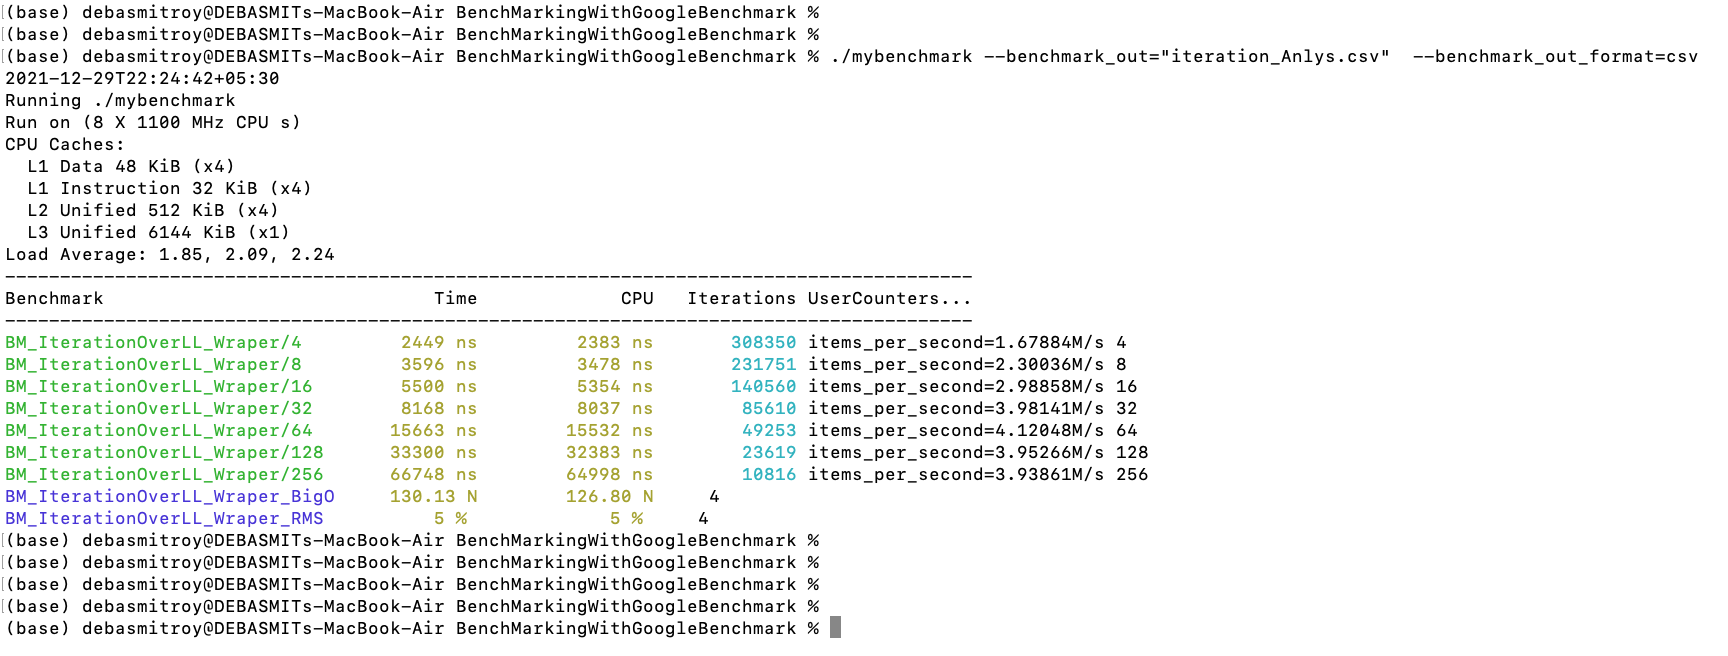 (base) debasmitroy@DEBASMITs-MacBook-Air BenchMarkingWithGoogleBenchmark %
(base) debasmitroy@DEBASMITs-MacBook-Air BenchMarkingWithGoogleBenchmark %
(base) debasmitroy@DEBASMITs-MacBook-Air BenchMarkingWithGoogleBenchmark % ./mybenchmark --benchmark_out="iteration_Anlys.csv"  --benchmark_out_format=csv
2021-12-29T22:24:42+05:30
Running ./mybenchmark
Run on (8 X 1100 MHz CPU s)
CPU Caches:
  L1 Data 48 KiB (x4)
  L1 Instruction 32 KiB (x4)
  L2 Unified 512 KiB (x4)
  L3 Unified 6144 KiB (x1)
Load Average: 1.85, 2.09, 2.24
----------------------------------------------------------------------------------------
Benchmark                              Time             CPU   Iterations UserCounters...
----------------------------------------------------------------------------------------
BM_IterationOverLL_Wraper/4         2449 ns         2383 ns       308350 items_per_second=1.67884M/s 4
BM_IterationOverLL_Wraper/8         3596 ns         3478 ns       231751 items_per_second=2.30036M/s 8
BM_IterationOverLL_Wraper/16        5500 ns         5354 ns       140560 items_per_second=2.98858M/s 16
BM_IterationOverLL_Wraper/32        8168 ns         8037 ns        85610 items_per_second=3.98141M/s 32
BM_IterationOverLL_Wraper/64       15663 ns        15532 ns        49253 items_per_second=4.12048M/s 64
BM_IterationOverLL_Wraper/128      33300 ns        32383 ns        23619 items_per_second=3.95266M/s 128
BM_IterationOverLL_Wraper/256      66748 ns        64998 ns        10816 items_per_second=3.93861M/s 256
BM_IterationOverLL_Wraper_BigO     130.13 N        126.80 N     4
BM_IterationOverLL_Wraper_RMS          5 %             5 %     4
(base) debasmitroy@DEBASMITs-MacBook-Air BenchMarkingWithGoogleBenchmark %
(base) debasmitroy@DEBASMITs-MacBook-Air BenchMarkingWithGoogleBenchmark %
(base) debasmitroy@DEBASMITs-MacBook-Air BenchMarkingWithGoogleBenchmark %
(base) debasmitroy@DEBASMITs-MacBook-Air BenchMarkingWithGoogleBenchmark %
(base) debasmitroy@DEBASMITs-MacBook-Air BenchMarkingWithGoogleBenchmark %